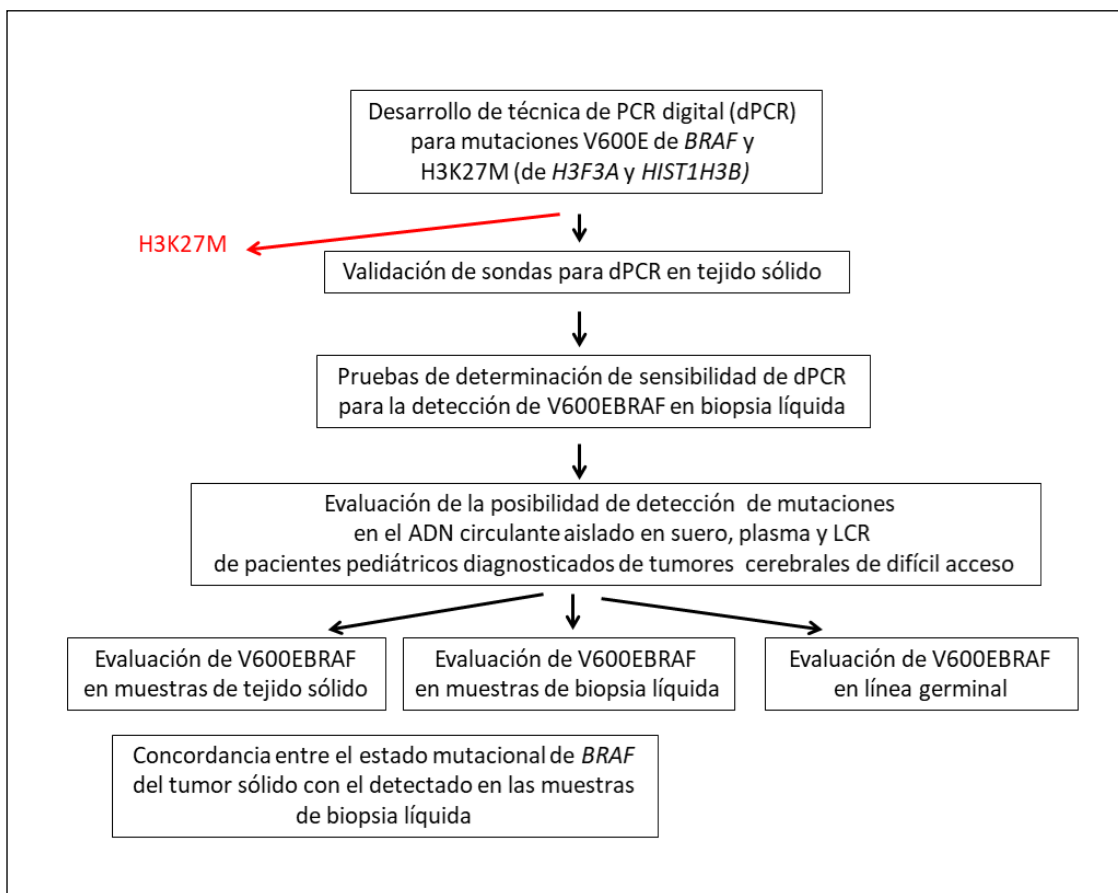 Desarrollo de técnica de PCR digital (dPCR)
para mutaciones V600E de BRAF y
H3K27M (de H3F3A y HIST1H3B)
H3K27M
Validación de sondas para dPCR en tejido sólido
Pruebas de determinación de sensibilidad de dPCR
para la detección de V600EBRAF en biopsia líquida
Evaluación de la posibilidad de detección de mutaciones
en el ADN circulante aislado en suero, plasma y LCR
de pacientes pediátricos diagnosticados de tumores cerebrales de difícil acceso
Evaluación de V600EBRAF
en muestras de tejido sólido
Evaluación de V600EBRAF
en muestras de biopsia líquida
Evaluación de V600EBRAF
en línea germinal
Concordancia entre el estado mutacional de BRAF
del tumor sólido con el detectado en las muestras
de biopsia líquida